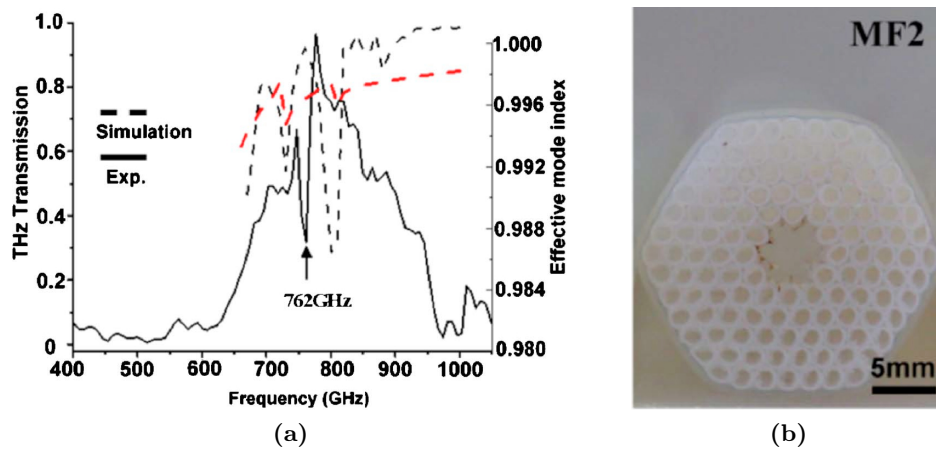 1.0
0.8
0.6
0.4
0.2
0
THz Transmission
Simulation
Exp.
762GHz
1.000
0.996
0.992
0.988
0.984
0.980
Effective mode index
400 500 600 700 800 900 1000
Frequency (GHz)
(a)
MF2
5mm
(b)